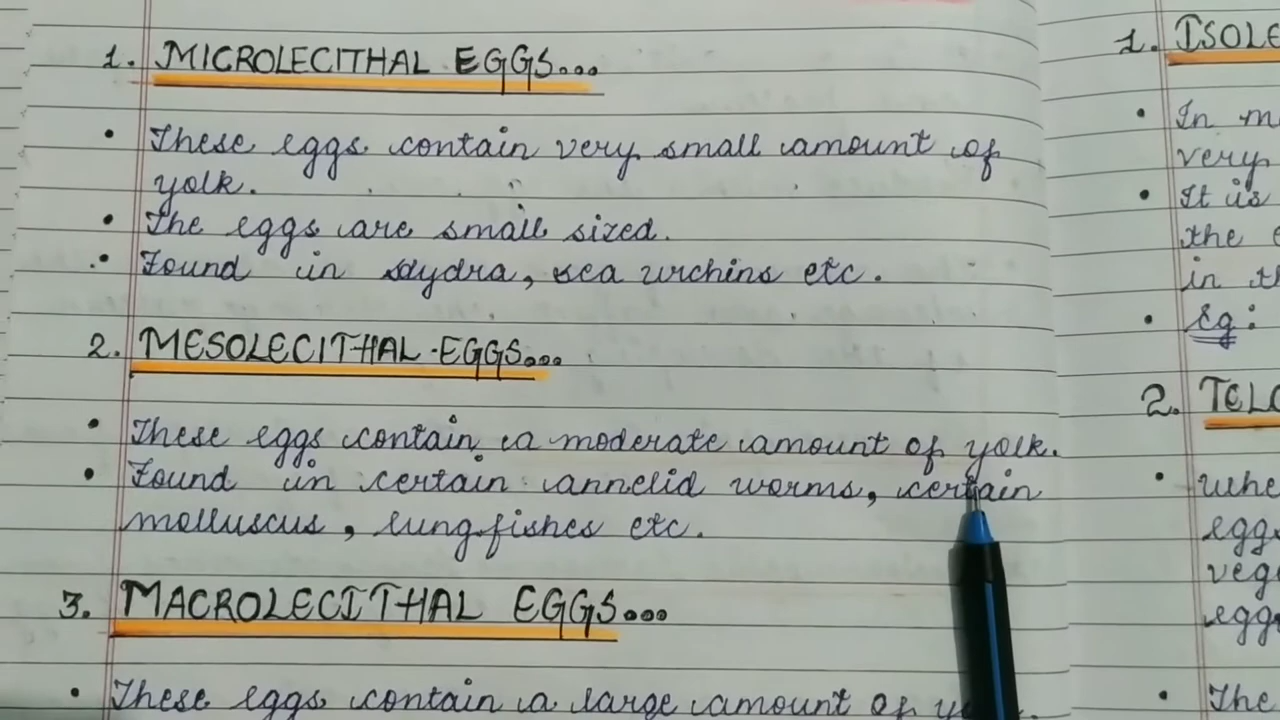 1. MICROLECITHAL EGGS...
• These eggs contain very small amount of
yolk.
• The eggs are small sized.
• Found in Hydra, sea urchins etc.
2. MESOLECITHAL EGGS...
• These eggs contain a moderate amount of yolk.
• Found in certain annelid worms, certain
molluscus, lungfishes etc.
3. MACROLECITHAL EGGS...
• These eggs contain a large amount of
1. ISOLE
• In m
very
• It is
the e
in th
• Eg:
2. TELO
• Whe
egg
veg
egg
• The